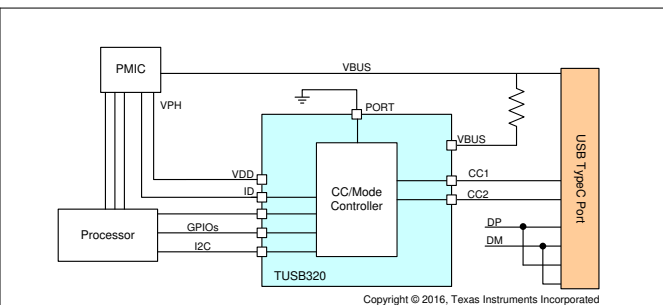 PMIC
VBUS
VPH
PORT
VBUS
VDD
ID
CC/Mode
Controller
CC1
CC2
USB TypeC Port
Processor
GPIOs
I2C
DP
DM
TUSB320
Copyright © 2016, Texas Instruments Incorporated